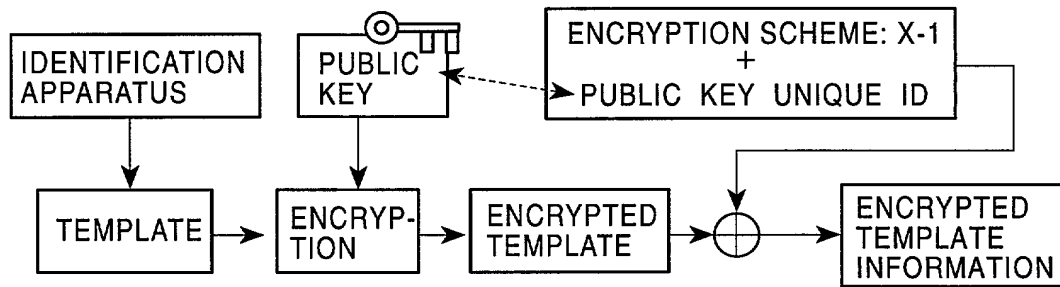 IDENTIFICATION
APPARATUS
PUBLIC
KEY
ENCRYPTION SCHEME: X-1
+
PUBLIC KEY UNIQUE ID
TEMPLATE
ENCRYP-
TION
ENCRYPTED
TEMPLATE
ENCRYPTED
TEMPLATE
INFORMATION